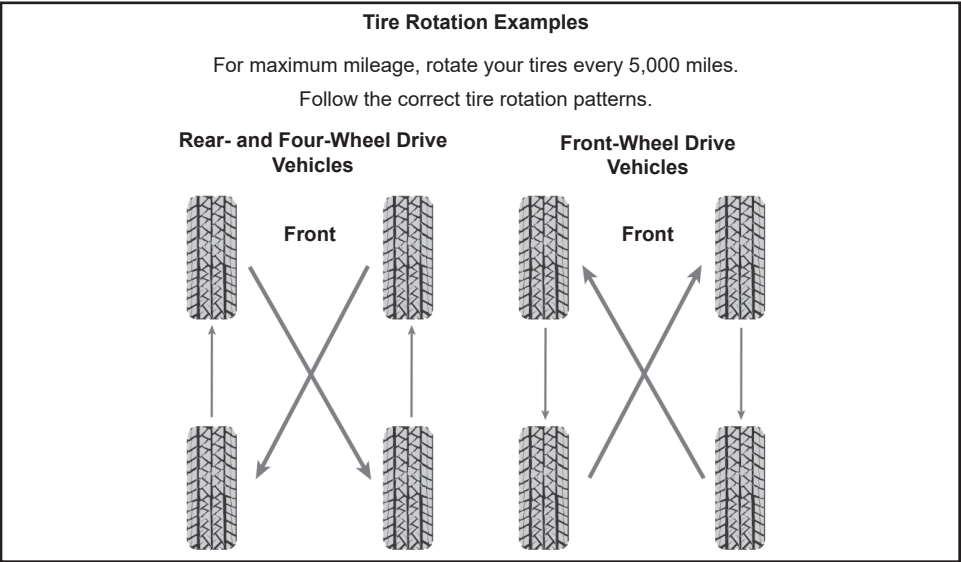 Tire Rotation Examples
For maximum mileage, rotate your tires every 5,000 miles.
Follow the correct tire rotation patterns.
Rear- and Four-Wheel Drive
Vehicles
Front-Wheel Drive
Vehicles
Front
Front